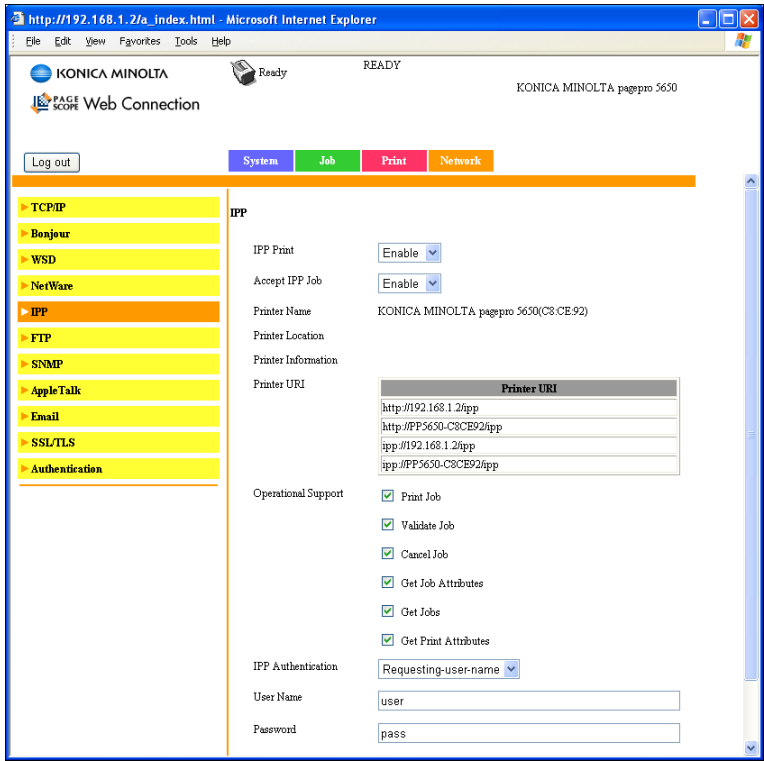 http://192.168.1.2/a_index.html - Microsoft Internet Explorer
File Edit View Favorites Tools Help
KONICA MINOLTA
Ready
READY
KONICA MINOLTA pagepro 5650
PAGE SCOPE Web Connection
Log out
System Job Print Network
TCP/IP
Bonjour
WSD
NetWare
IPP
FTP
SNMP
AppleTalk
Email
SSL/TLS
Authentication
IPP
IPP Print Enable
Accept IPP Job Enable
Printer Name KONICA MINOLTA pagepro 5650(C8:CE:92)
Printer Location
Printer Information
Printer URI
Printer URI
http://192.168.1.2/ipp
http://PP5650-C8CE92/ipp
ipp://192.168.1.2/ipp
ipp://PP5650-C8CE92/ipp
Operational Support
Print Job
Validate Job
Cancel Job
Get Job Attributes
Get Jobs
Get Print Attributes
IPP Authentication Requesting-user-name
User Name user
Password pass